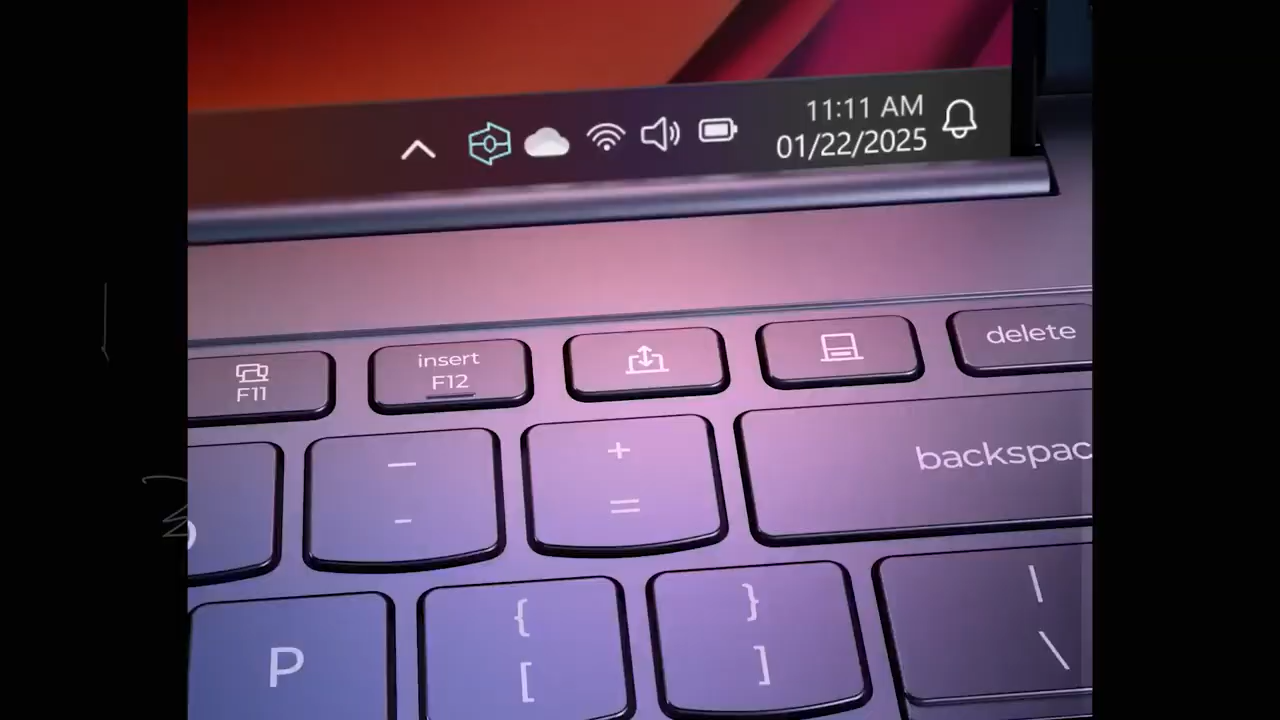 11:11 AM
01/22/2025
F11
insert
F12
delete
—
-
+
=
backspac
P
{
[
}
]
|
\